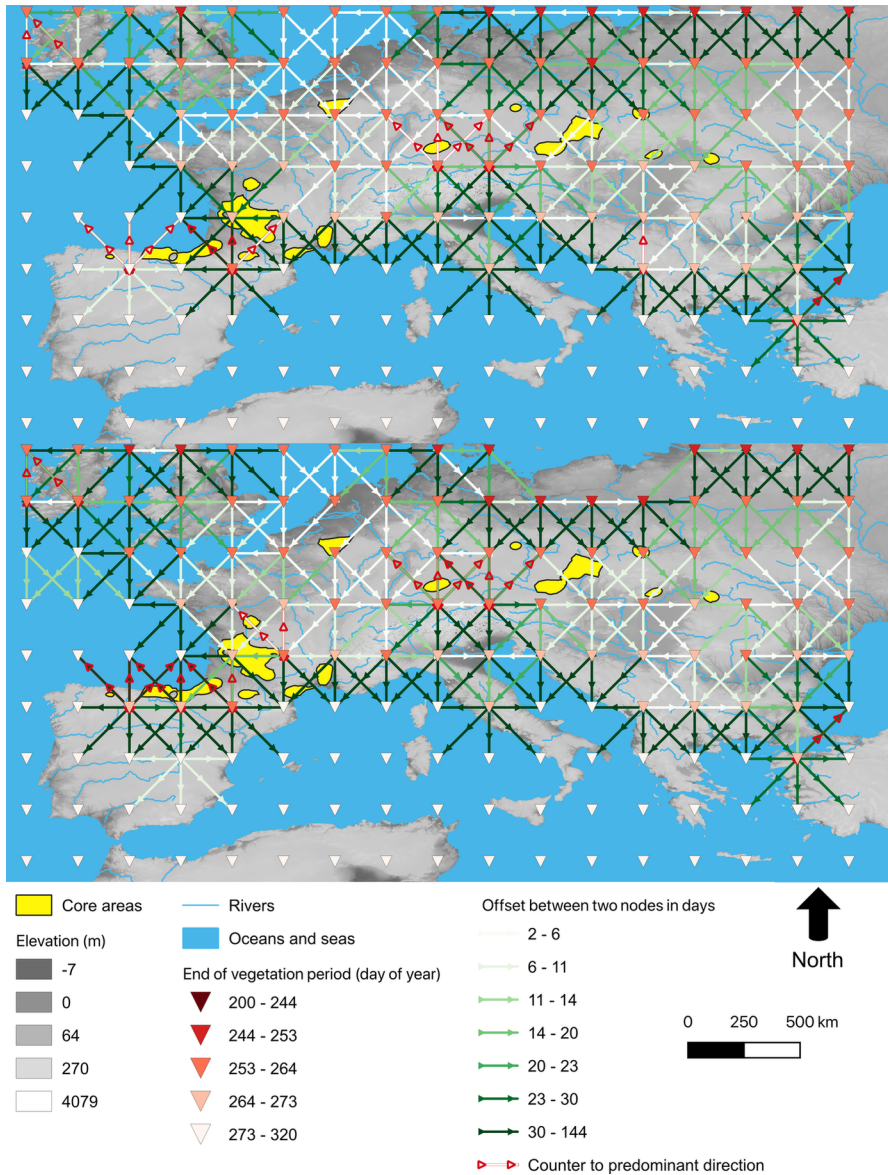 Core areas
Elevation (m)
-7
0
64
270
4079
Rivers
Oceans and seas
End of vegetation period (day of year)
200 - 244
244 - 253
253 - 264
264 - 273
273 - 320
Offset between two nodes in days
2 - 6
6 - 11
11 - 14
14 - 20
20 - 23
23 - 30
30 - 144
Counter to predominant direction
North
0 250 500 km